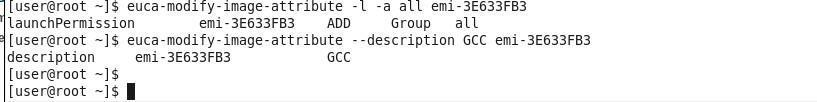 [user@root ~]$ euca-modify-image-attribute -l -a all emi-3E633FB3
launchPermission        emi-3E633FB3    ADD     Group   all
[user@root ~]$ euca-modify-image-attribute --description GCC emi-3E633FB3
description     emi-3E633FB3            GCC
[user@root ~]$
[user@root ~]$